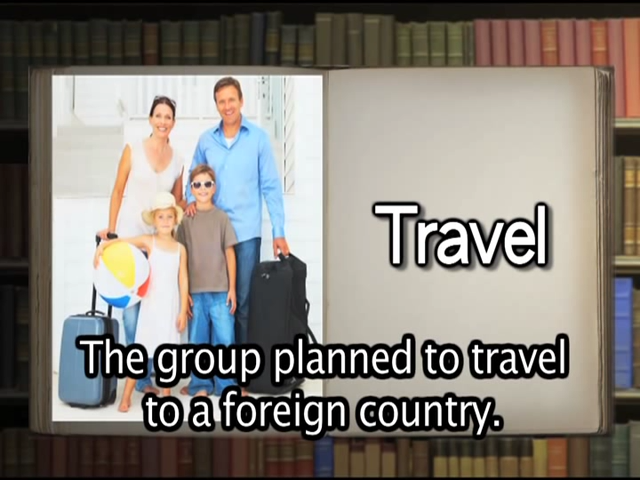 Travel
The group planned to travel
to a foreign country.